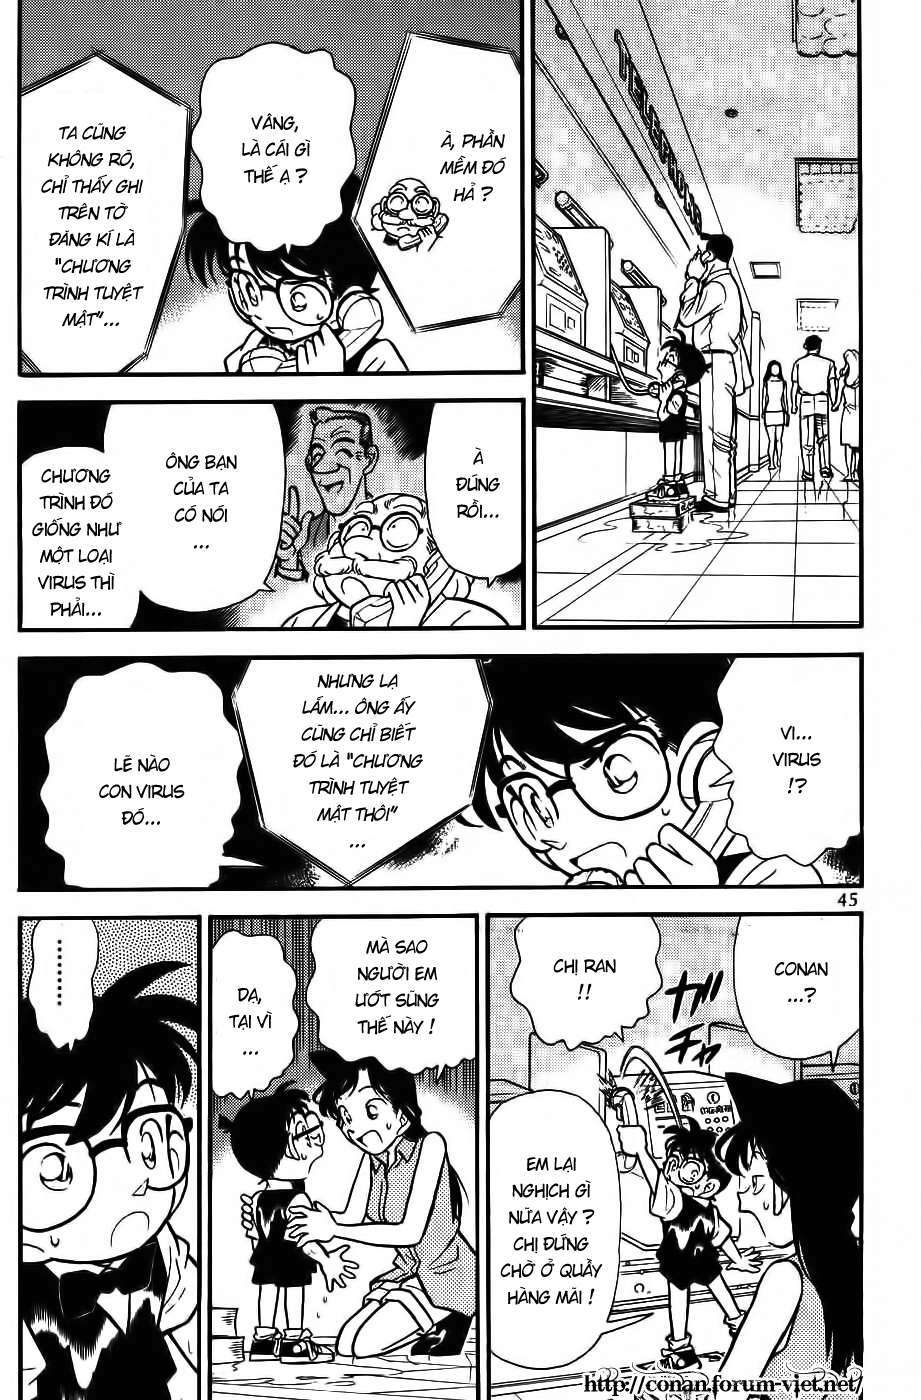 TELEPHONE
À, PHẦN
MỀM ĐÓ
HẢ ?
VÂNG,
LÀ CÁI GÌ
THẾ Ạ ?
TA CŨNG
KHÔNG RÕ,
CHỈ THẤY GHI
TRÊN TỜ
ĐĂNG KÍ LÀ
"CHƯƠNG
TRÌNH TUYỆT
MẬT"...
À
ĐÚNG
RỒI...
ÔNG BẠN
CỦA TA
CÓ NÓI
...
CHƯƠNG
TRÌNH ĐÓ
GIỐNG NHƯ
MỘT LOẠI
VIRUS THÌ
PHẢI...
VI...
VIRUS
!?
NHƯNG LẠ
LẮM... ÔNG ẤY
CŨNG CHỈ BIẾT
ĐÓ LÀ "CHƯƠNG
TRÌNH TUYỆT
MẬT THÔI"
...
LẼ NÀO
CON VIRUS
ĐÓ...
45
CONAN
...?
CHỊ RAN
!!
EM LẠI
NGHỊCH GÌ
NỮA VẬY ?
CHỊ ĐỨNG
CHỜ Ở QUẦY
HÀNG MÃI !
MÀ SAO
NGƯỜI EM
ƯỚT SŨNG
THẾ NÀY !
DẠ,
TẠI VÌ
...
........
http://conan.forum-viet.net/